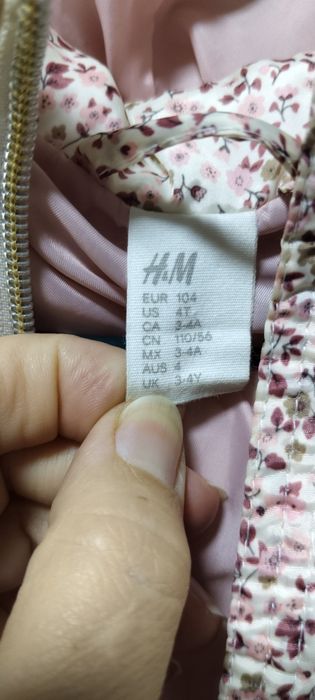 H&M
EUR 104
US 4T
CA 3-4A
CN 110/56
MX 3-4A
AUS 4
UK 3-4Y